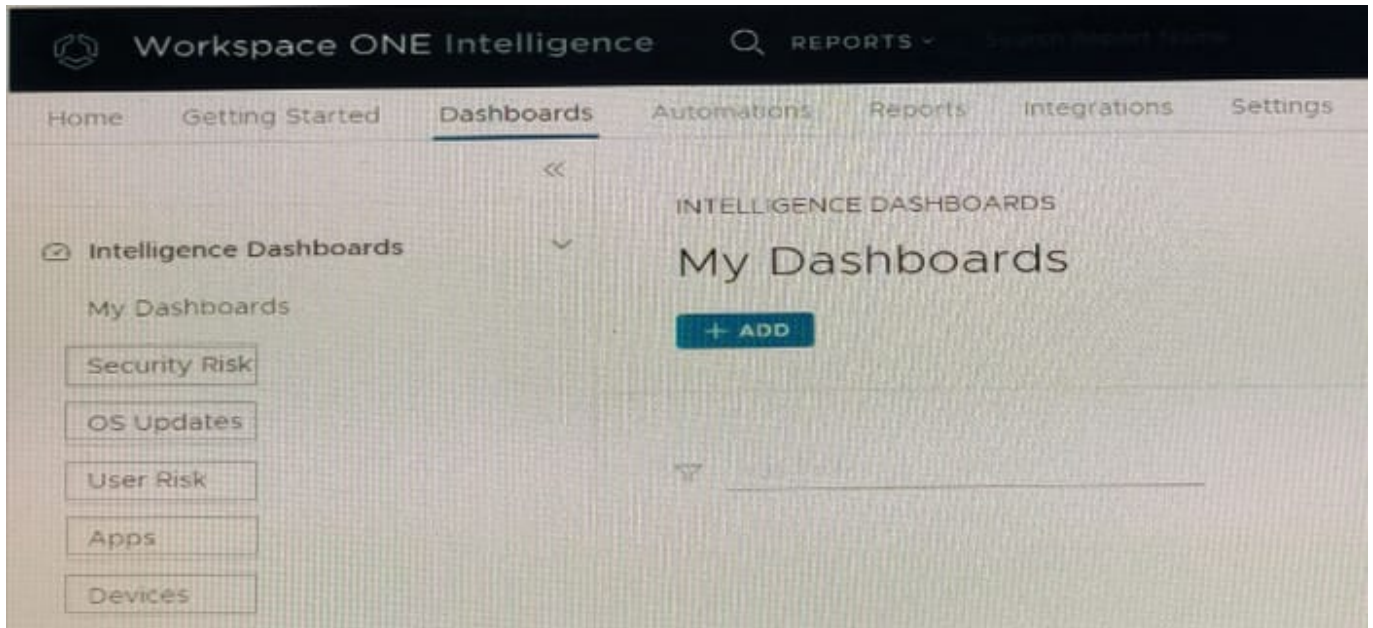 Workspace ONE Intelligence REPORTS
Home Getting Started Dashboards Automations Reports Integrations Settings
INTELLIGENCE DASHBOARDS
My Dashboards
+ ADD
Intelligence Dashboards
My Dashboards
Security Risk
OS Updates
User Risk
Apps
Devices